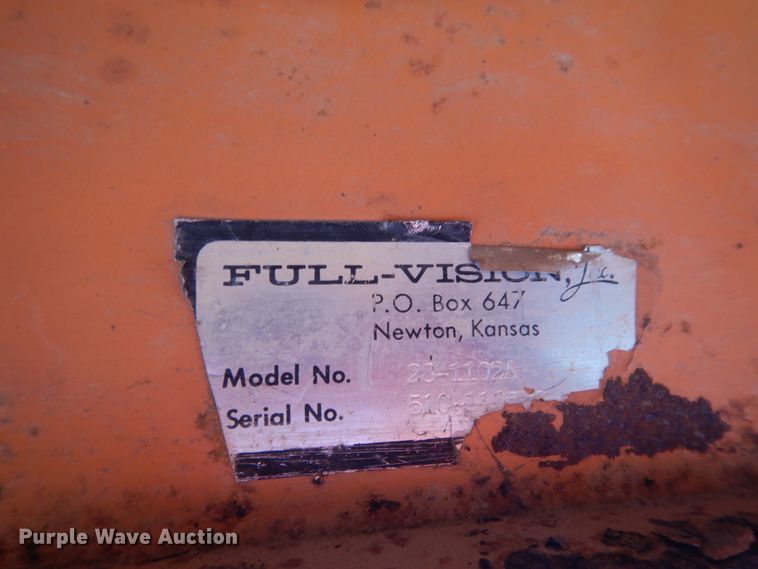 FULL-VISION, Inc.
P.O. Box 647
Newton, Kansas
Model No. 23-1102A
Serial No.
Purple Wave Auction